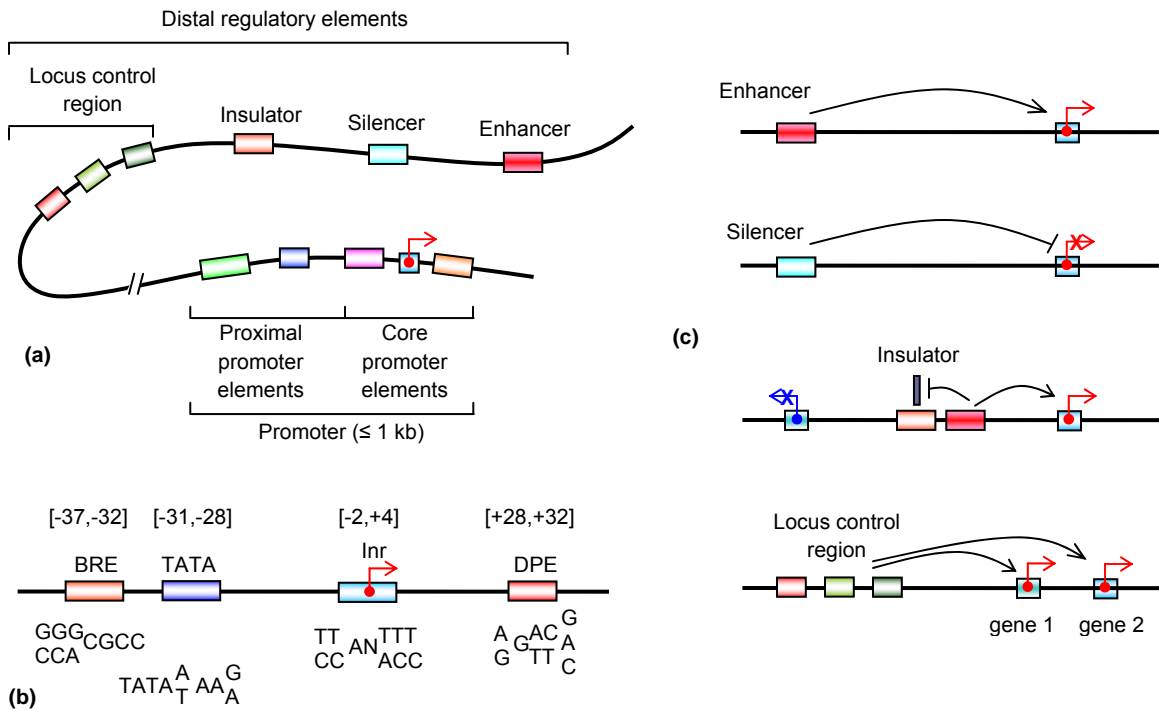 Distal regulatory elements
Locus control
region
Insulator
Silencer
Enhancer
Proximal
promoter
elements
Core
promoter
elements
Promoter (≤ 1 kb)
(a)
[-37,-32]
[-31,-28]
[-2,+4]
[+28,+32]
BRE
TATA
Inr
DPE
GGG
CGCC
CCA
TATA
A
T
AA
G
A
TT
CC
AN
TTT
ACC
A
G
G
AC
TT
G
A
C
(b)
Enhancer
Silencer
X
(c)
Insulator
X
Locus control
region
gene 1
gene 2